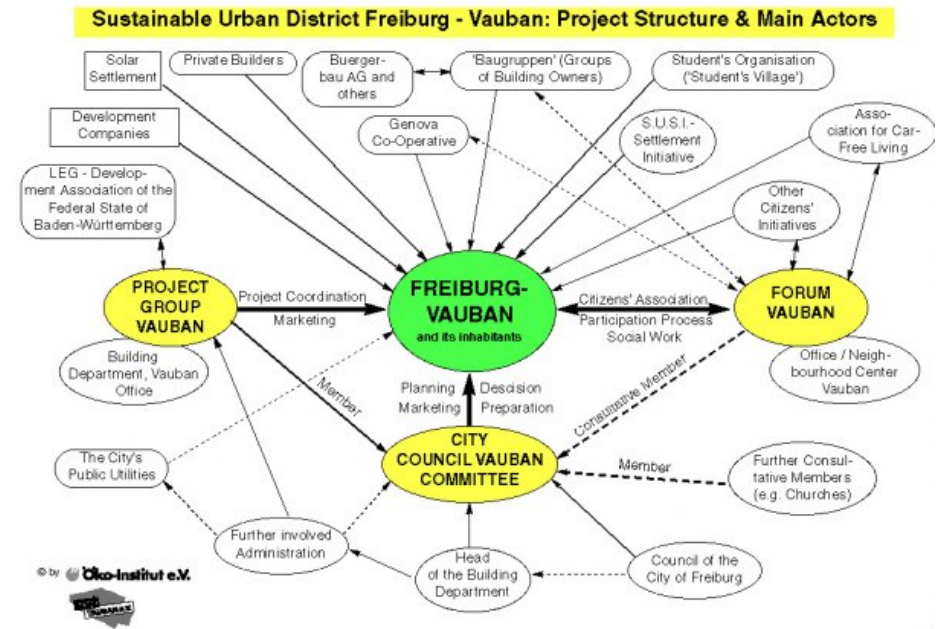 Sustainable Urban District Freiburg - Vauban: Project Structure & Main Actors
Solar
Settlement
Private Builders
Buerger-
bau AG and
others
'Baugruppen' (Groups
of Building Owners)
Student's Organisation
('Student's Village')
Development
Companies
Genova
Co-Operative
S.U.S.I.-
Settlement
Initiative
Asso-
ciation for Car-
Free Living
LEG - Develop-
ment Association of the
Federal State of
Baden-Württemberg
Other
Citizens'
Initiatives
PROJECT
GROUP
VAUBAN
Project Coordination
Marketing
FREIBURG-
VAUBAN
and its inhabitants
Citizens' Association
Participation Process
Social Work
FORUM
VAUBAN
Building
Department, Vauban
Office
Office / Neigh-
bourhood Center
Vauban
Member
Planning
Marketing
Descision
Preparation
Consultative Member
The City's
Public Utilities
CITY
COUNCIL VAUBAN
COMMITTEE
Member
Further Consul-
tative Members
(e.g. Churches)
Further involved
Administration
Head
of the Building
Department
Council of the
City of Freiburg
© by Öko-Institut e.V.